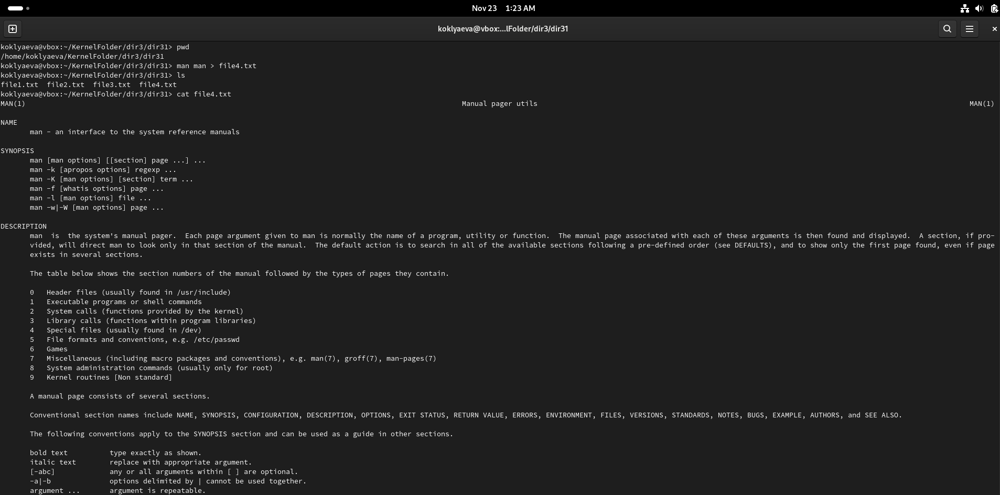 Nov 23 1:23 AM
koklyaeva@vbox:...lFolder/dir3/dir31
koklyaeva@vbox:~/KernelFolder/dir3/dir31> pwd
/home/koklyaeva/KernelFolder/dir3/dir31
koklyaeva@vbox:~/KernelFolder/dir3/dir31> man man > file4.txt
koklyaeva@vbox:~/KernelFolder/dir3/dir31> ls
file1.txt  file2.txt  file3.txt  file4.txt
koklyaeva@vbox:~/KernelFolder/dir3/dir31> cat file4.txt
MAN(1) Manual pager utils MAN(1)
NAME
man - an interface to the system reference manuals
SYNOPSIS
man [man options] [[section] page ...] ...
man -k [apropos options] regexp ...
man -K [man options] [section] term ...
man -f [whatis options] page ...
man -l [man options] file ...
man -w|-W [man options] page ...
DESCRIPTION
man  is  the system's manual pager.  Each page argument given to man is normally the name of a program, utility or function.  The manual page associated with each of these arguments is then found and displayed.  A section, if pro-
vided, will direct man to look only in that section of the manual.  The default action is to search in all of the available sections following a pre-defined order (see DEFAULTS), and to show only the first page found, even if page
exists in several sections.
The table below shows the section numbers of the manual followed by the types of pages they contain.
0   Header files (usually found in /usr/include)
1   Executable programs or shell commands
2   System calls (functions provided by the kernel)
3   Library calls (functions within program libraries)
4   Special files (usually found in /dev)
5   File formats and conventions, e.g. /etc/passwd
6   Games
7   Miscellaneous (including macro packages and conventions), e.g. man(7), groff(7), man-pages(7)
8   System administration commands (usually only for root)
9   Kernel routines [Non standard]
A manual page consists of several sections.
Conventional section names include NAME, SYNOPSIS, CONFIGURATION, DESCRIPTION, OPTIONS, EXIT STATUS, RETURN VALUE, ERRORS, ENVIRONMENT, FILES, VERSIONS, STANDARDS, NOTES, BUGS, EXAMPLE, AUTHORS, and SEE ALSO.
The following conventions apply to the SYNOPSIS section and can be used as a guide in other sections.
bold text          type exactly as shown.
italic text        replace with appropriate argument.
[-abc]             any or all arguments within [ ] are optional.
-a|-b              options delimited by | cannot be used together.
argument ...       argument is repeatable.